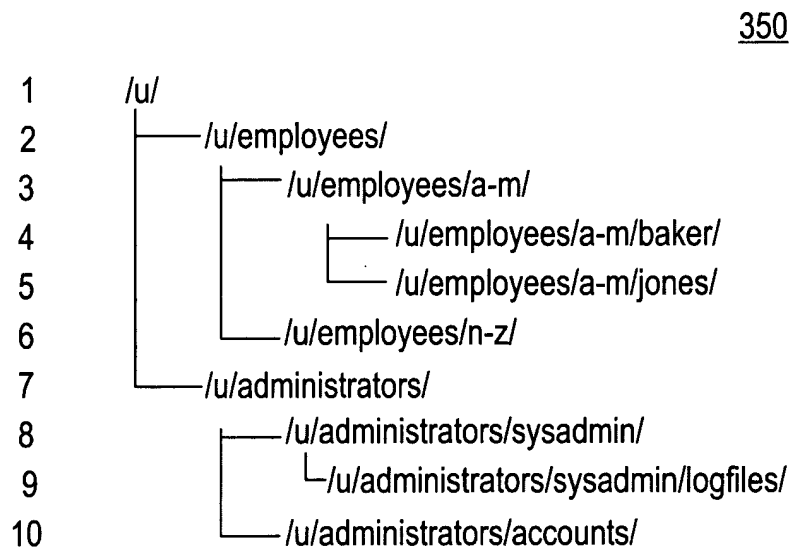 350
1 /u/
2 /u/employees/
3 /u/employees/a-m/
4 /u/employees/a-m/baker/
5 /u/employees/a-m/jones/
6 /u/employees/n-z/
7 /u/administrators/
8 /u/administrators/sysadmin/
9 /u/administrators/sysadmin/logfiles/
10 /u/administrators/accounts/